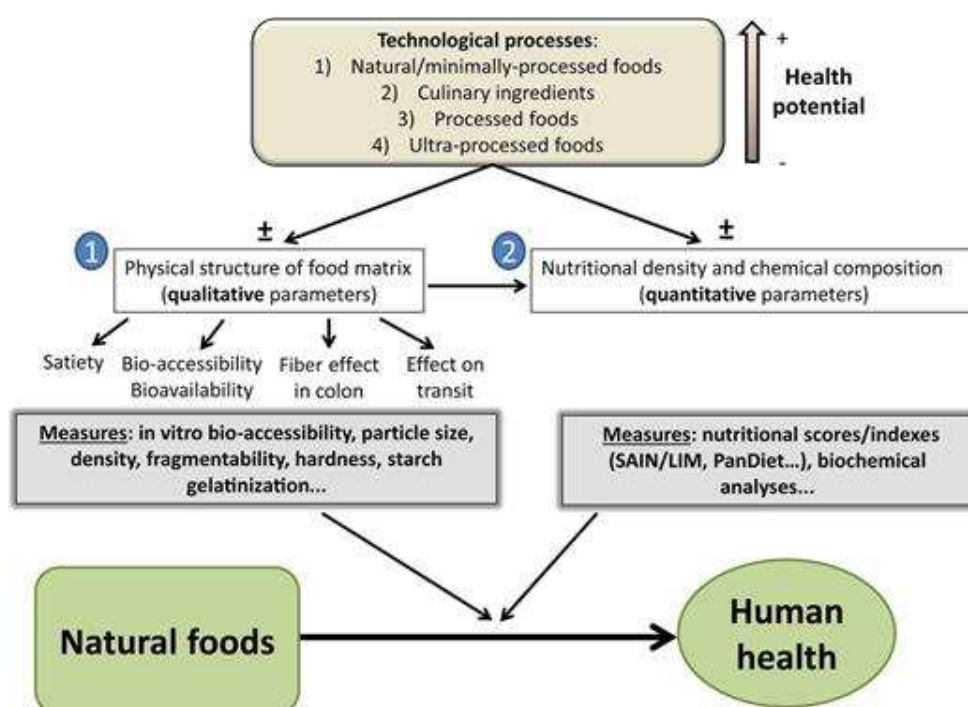 Technological processes:
1) Natural/minimally-processed foods
2) Culinary ingredients
3) Processed foods
4) Ultra-processed foods
+
Health
potential
-
±
±
1
Physical structure of food matrix
(qualitative parameters)
2
Nutritional density and chemical composition
(quantitative parameters)
Satiety
Bio-accessibility
Bioavailability
Fiber effect
in colon
Effect on
transit
Measures: in vitro bio-accessibility, particle size,
density, fragmentability, hardness, starch
gelatinization...
Measures: nutritional scores/indexes
(SAIN/LIM, PanDiet...), biochemical
analyses...
Natural foods
Human
health